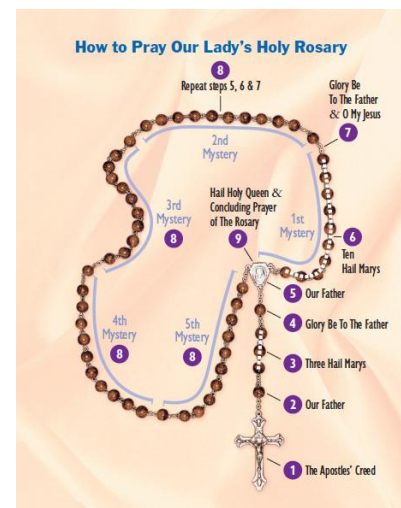 How to Pray Our Lady's Holy Rosary
8
Repeat steps 5, 6 & 7
Glory Be
To The Father
& O My Jesus
7
2nd
Mystery
3rd
Mystery
8
Hail Holy Queen &
Concluding Prayer
of The Rosary
9
1st
Mystery
6
Ten
Hail Marys
5 Our Father
4 Glory Be To The Father
4th
Mystery
8
5th
Mystery
8
3 Three Hail Marys
2 Our Father
1 The Apostles' Creed